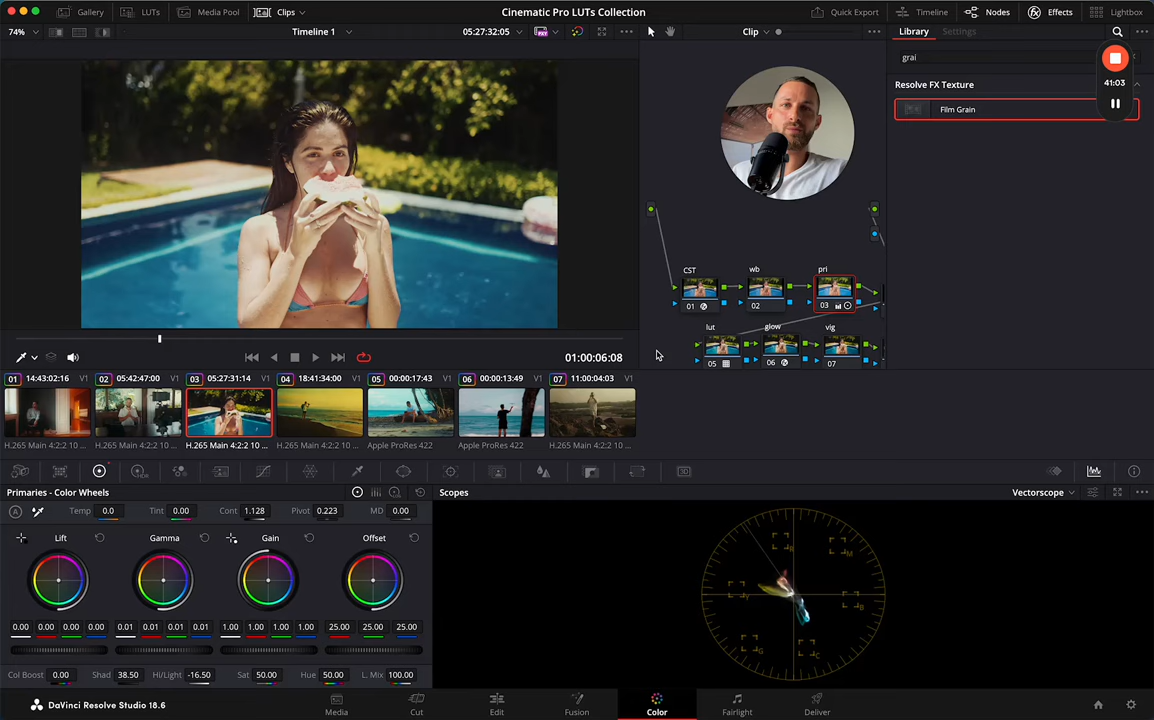 Gallery LUTs Media Pool Clips Cinematic Pro LUTs Collection Quick Export Timeline Nodes Effects Lightbox
74% Timeline 1 05:27:32:05 Clip Library Settings
grai
41:03
Resolve FX Texture
Film Grain
CST wb pri
01 02 03
lut glow vig
05 06 07
01:00:06:08
01 14:43:02:16 V1 02 05:42:47:00 V1 03 05:27:31:14 V1 04 18:41:34:00 V1 05 00:00:17:43 V1 06 00:00:13:49 V1 07 11:00:04:03 V1
H.265 Main 4:2:2 10 ... H.265 Main 4:2:2 10 ... H.265 Main 4:2:2 10 ... H.265 Main 4:2:2 10 ... Apple ProRes 422 Apple ProRes 422 H.265 Main 4:2:2 10 ...
Primaries - Color Wheels Scopes Vectorscope
Temp 0.0 Tint 0.00 Cont 1.128 Pivot 0.223 MD 0.00
Lift Gamma Gain Offset
R M
Y B
G C
0.00 0.00 0.00 0.00 0.01 0.01 0.01 0.01 1.00 1.00 1.00 1.00 25.00 25.00 25.00
Col Boost 0.00 Shad 38.50 Hi/Light -16.50 Sat 50.00 Hue 50.00 L. Mix 100.00
DaVinci Resolve Studio 18.6 Media Cut Edit Fusion Color Fairlight Deliver